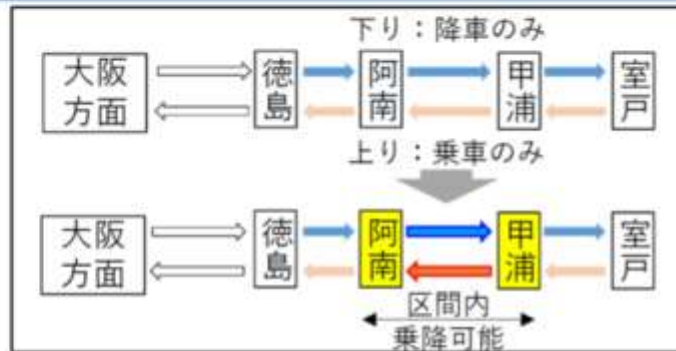 下り：降車のみ
大阪
方面
徳島
阿南
甲浦
室戸
上り：乗車のみ
大阪
方面
徳島
阿南
甲浦
室戸
区間内
乗降可能